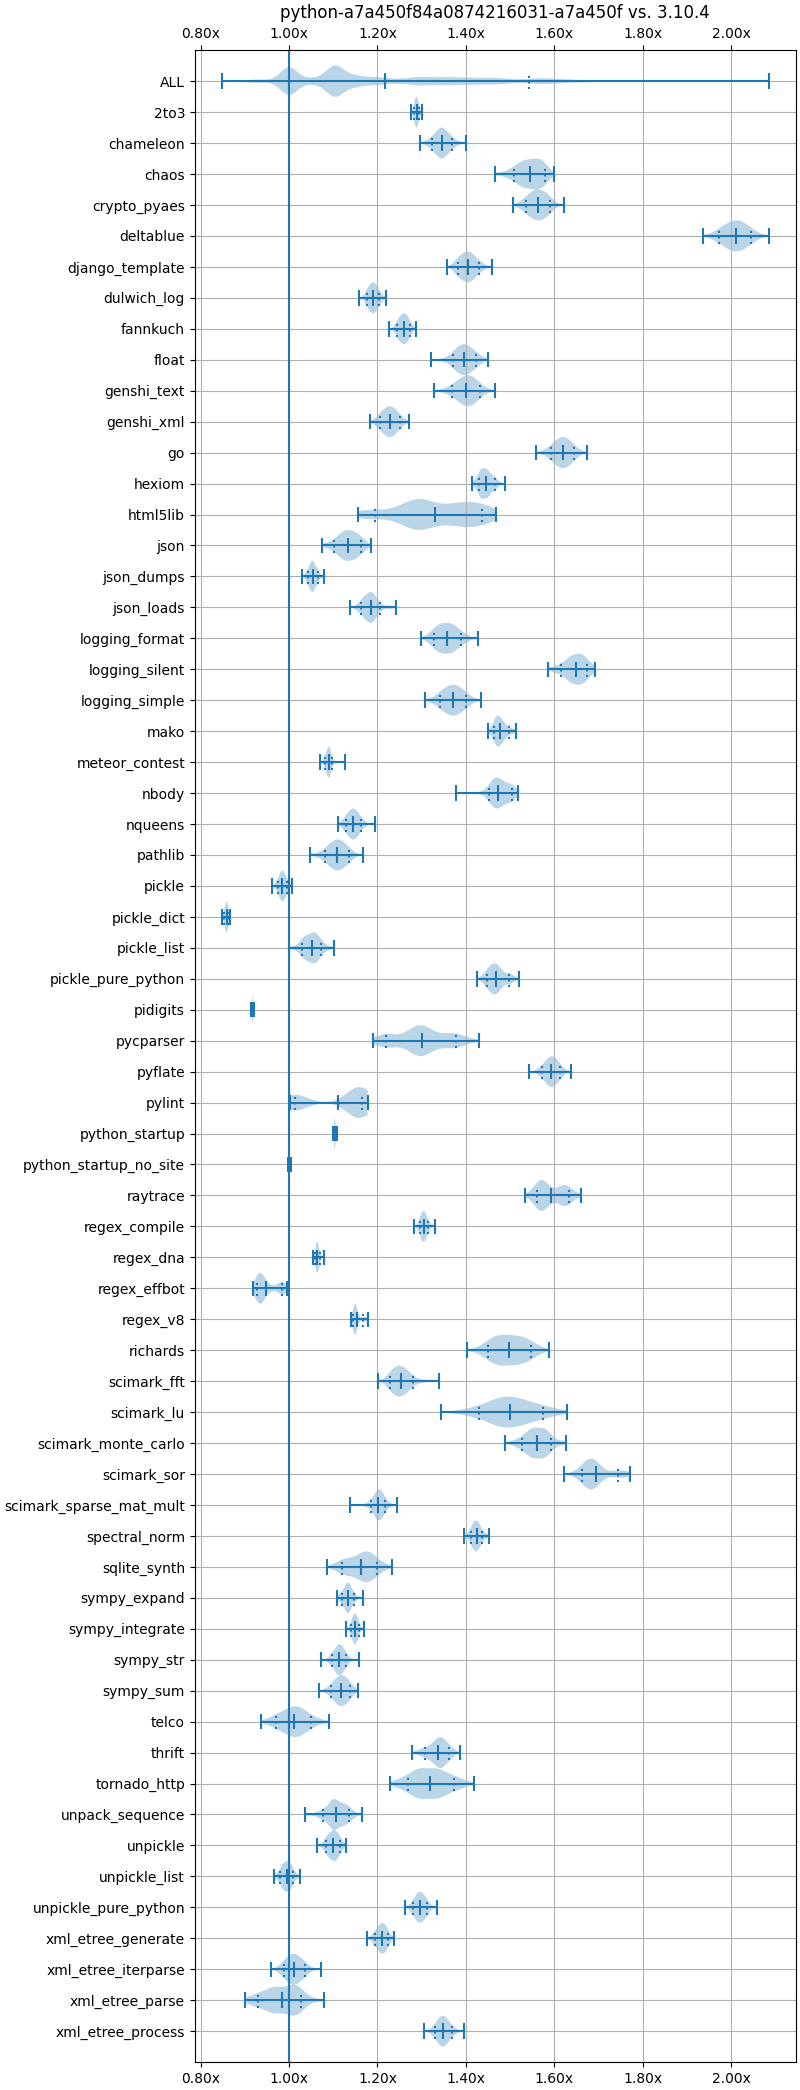 python-a7a450f84a0874216031-a7a450f vs. 3.10.4
0.80x 1.00x 1.20x 1.40x 1.60x 1.80x 2.00x
ALL
2to3
chameleon
chaos
crypto_pyaes
deltablue
django_template
dulwich_log
fannkuch
float
genshi_text
genshi_xml
go
hexiom
html5lib
json
json_dumps
json_loads
logging_format
logging_silent
logging_simple
mako
meteor_contest
nbody
nqueens
pathlib
pickle
pickle_dict
pickle_list
pickle_pure_python
pidigits
pycparser
pyflate
pylint
python_startup
python_startup_no_site
raytrace
regex_compile
regex_dna
regex_effbot
regex_v8
richards
scimark_fft
scimark_lu
scimark_monte_carlo
scimark_sor
scimark_sparse_mat_mult
spectral_norm
sqlite_synth
sympy_expand
sympy_integrate
sympy_str
sympy_sum
telco
thrift
tornado_http
unpack_sequence
unpickle
unpickle_list
unpickle_pure_python
xml_etree_generate
xml_etree_iterparse
xml_etree_parse
xml_etree_process
0.80x 1.00x 1.20x 1.40x 1.60x 1.80x 2.00x